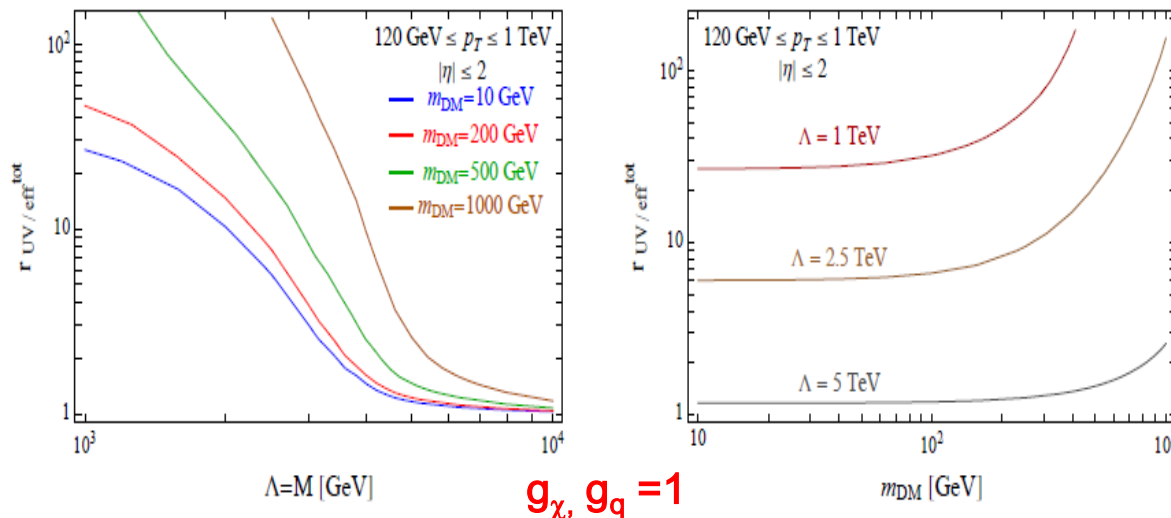 120 GeV ≤ p_T ≤ 1 TeV
|η| ≤ 2
m_DM=10 GeV
m_DM=200 GeV
m_DM=500 GeV
m_DM=1000 GeV
r_UV / eff^tot
10^2
10
1
10^3
10^4
Λ=M [GeV]
120 GeV ≤ p_T ≤ 1 TeV
|η| ≤ 2
Λ = 1 TeV
Λ = 2.5 TeV
Λ = 5 TeV
r_UV / eff^tot
10^2
10
1
10
10^2
10
m_DM [GeV]
g_χ, g_q =1